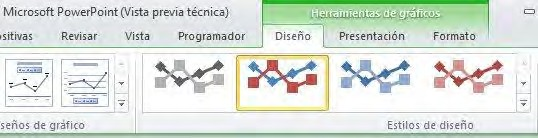 Microsoft PowerPoint (Vista previa técnica) Herramientas de gráficos
ositivas Revisar Vista Programador Diseño Presentación Formato
seños de gráfico Estilos de diseño